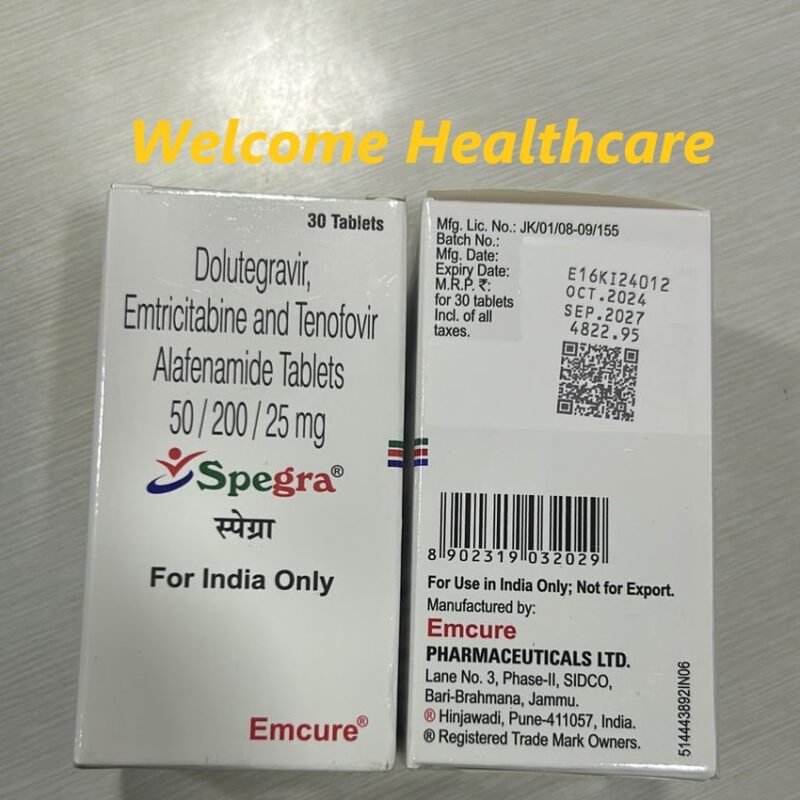 Welcome Healthcare
30 Tablets
Dolutegravir,
Emtricitabine and Tenofovir
Alafenamide Tablets
50 / 200 / 25 mg
Spegra®
स्पेग्रा
For India Only
Emcure®
Mfg. Lic. No.: JK/01/08-09/155
Batch No.:
Mfg. Date:
Expiry Date:
M.R.P. ₹:
for 30 tablets
Incl. of all
taxes.
E16KI24012
OCT.2024
SEP.2027
4822.95
8 902319 032029
For Use in India Only; Not for Export.
Manufactured by:
Emcure
PHARMACEUTICALS LTD.
Lane No. 3, Phase-II, SIDCO,
Bari-Brahmana, Jammu.
® Hinjawadi, Pune-411057, India.
® Registered Trade Mark Owners.
514443892IN06